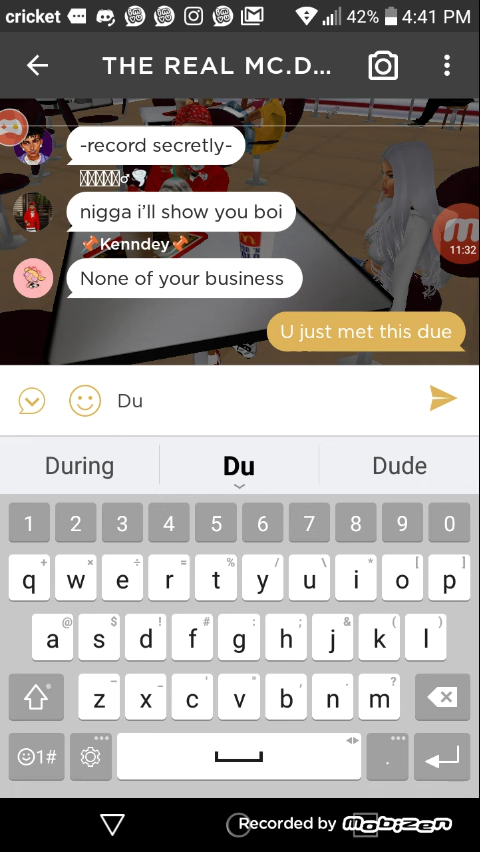 cricket 42% 4:41 PM
THE REAL MC.D...
-record secretly-
nigga i'll show you boi
11:32
Kenndey
None of your business
U just met this due
Du
During Du Dude
1 2 3 4 5 6 7 8 9 0
+ × ÷ = % / \ * [ ]
q w e r t y u i o p
@ $ ! # : ; & ( )
a s d f g h j k l
- _ ' " , . ?
z x c v b n m
1# .
Recorded by Mobizen